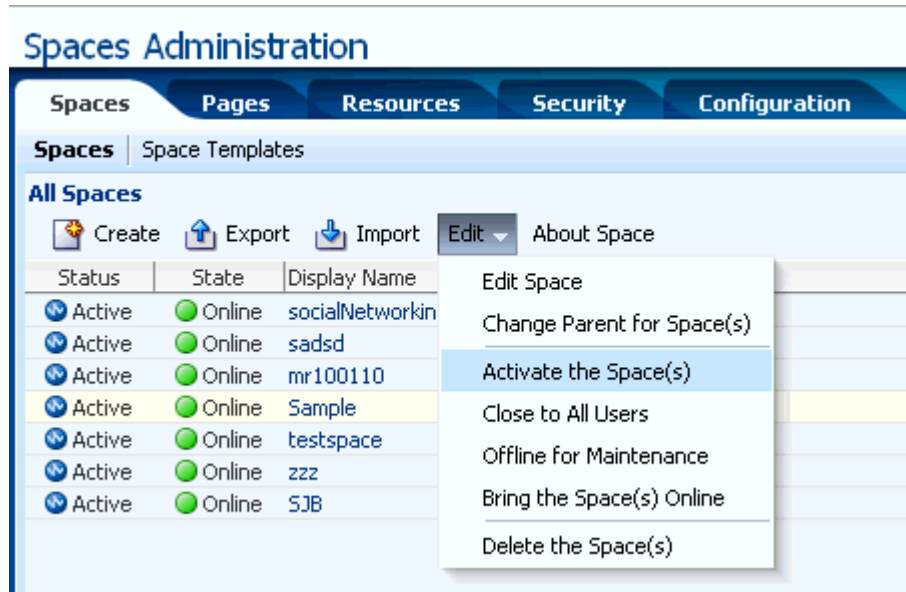 Spaces Administration
Spaces Pages Resources Security Configuration
Spaces Space Templates
All Spaces
Create Export Import Edit About Space
Status State Display Name
Edit Space
Active Online socialNetworkin
Change Parent for Space(s)
Active Online sadsd
Active Online mr100110
Activate the Space(s)
Active Online Sample
Close to All Users
Active Online testspace
Offline for Maintenance
Active Online zzz
Bring the Space(s) Online
Active Online SJB
Delete the Space(s)